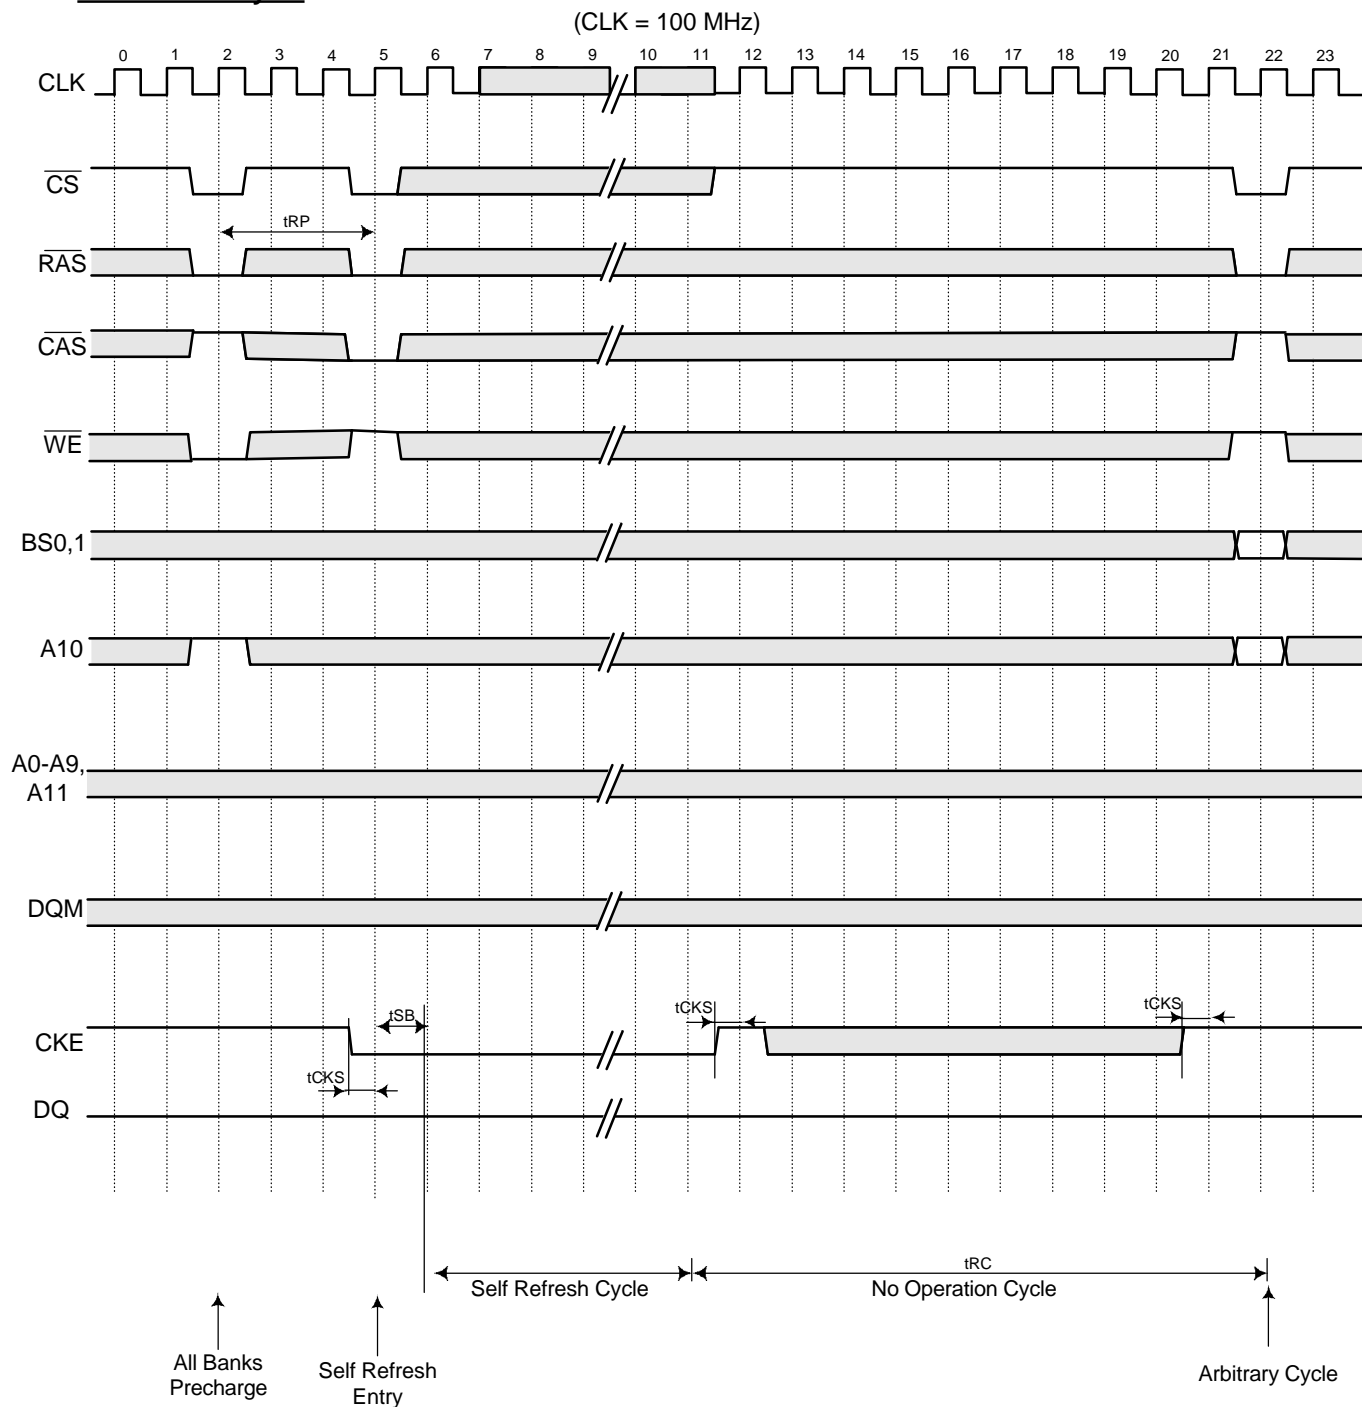 (CLK = 100 MHz)
0 1 2 3 4 5 6 7 8 9 10 11 12 13 14 15 16 17 18 19 20 21 22 23
CLK
CS
tRP
RAS
CAS
WE
BS0,1
A10
A0-A9,
A11
DQM
tSB
tCKS
tCKS
CKE
tCKS
DQ
tRC
Self Refresh Cycle
No Operation Cycle
All Banks
Precharge
Self Refresh
Entry
Arbitrary Cycle